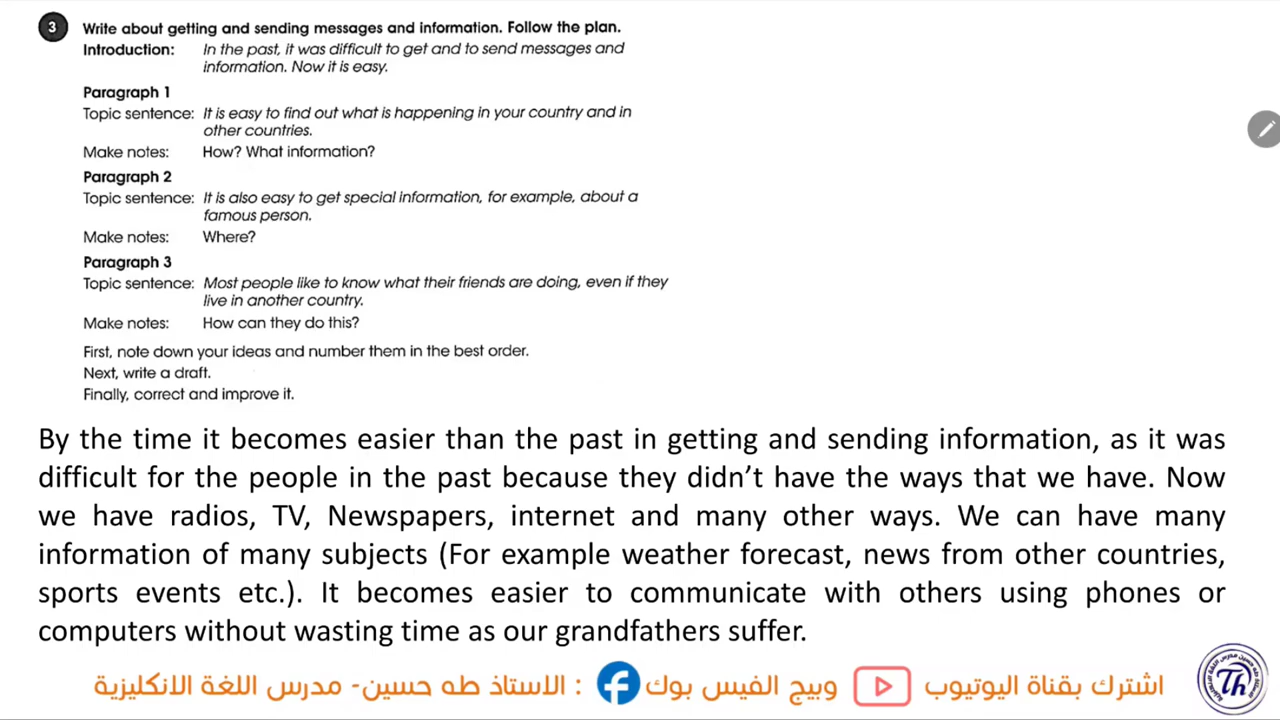 3 Write about getting and sending messages and information. Follow the plan.
Introduction: In the past, it was difficult to get and to send messages and
information. Now it is easy.
Paragraph 1
Topic sentence: It is easy to find out what is happening in your country and in
other countries.
Make notes: How? What information?
Paragraph 2
Topic sentence: It is also easy to get special information, for example, about a
famous person.
Make notes: Where?
Paragraph 3
Topic sentence: Most people like to know what their friends are doing, even if they
live in another country.
Make notes: How can they do this?
First, note down your ideas and number them in the best order.
Next, write a draft.
Finally, correct and improve it.
By the time it becomes easier than the past in getting and sending information, as it was
difficult for the people in the past because they didn’t have the ways that we have. Now
we have radios, TV, Newspapers, internet and many other ways. We can have many
information of many subjects (For example weather forecast, news from other countries,
sports events etc.). It becomes easier to communicate with others using phones or
computers without wasting time as our grandfathers suffer.
اشترك بقناة اليوتيوب وبيج الفيس بوك : الاستاذ طه حسين- مدرس اللغة الانكليزية
Th